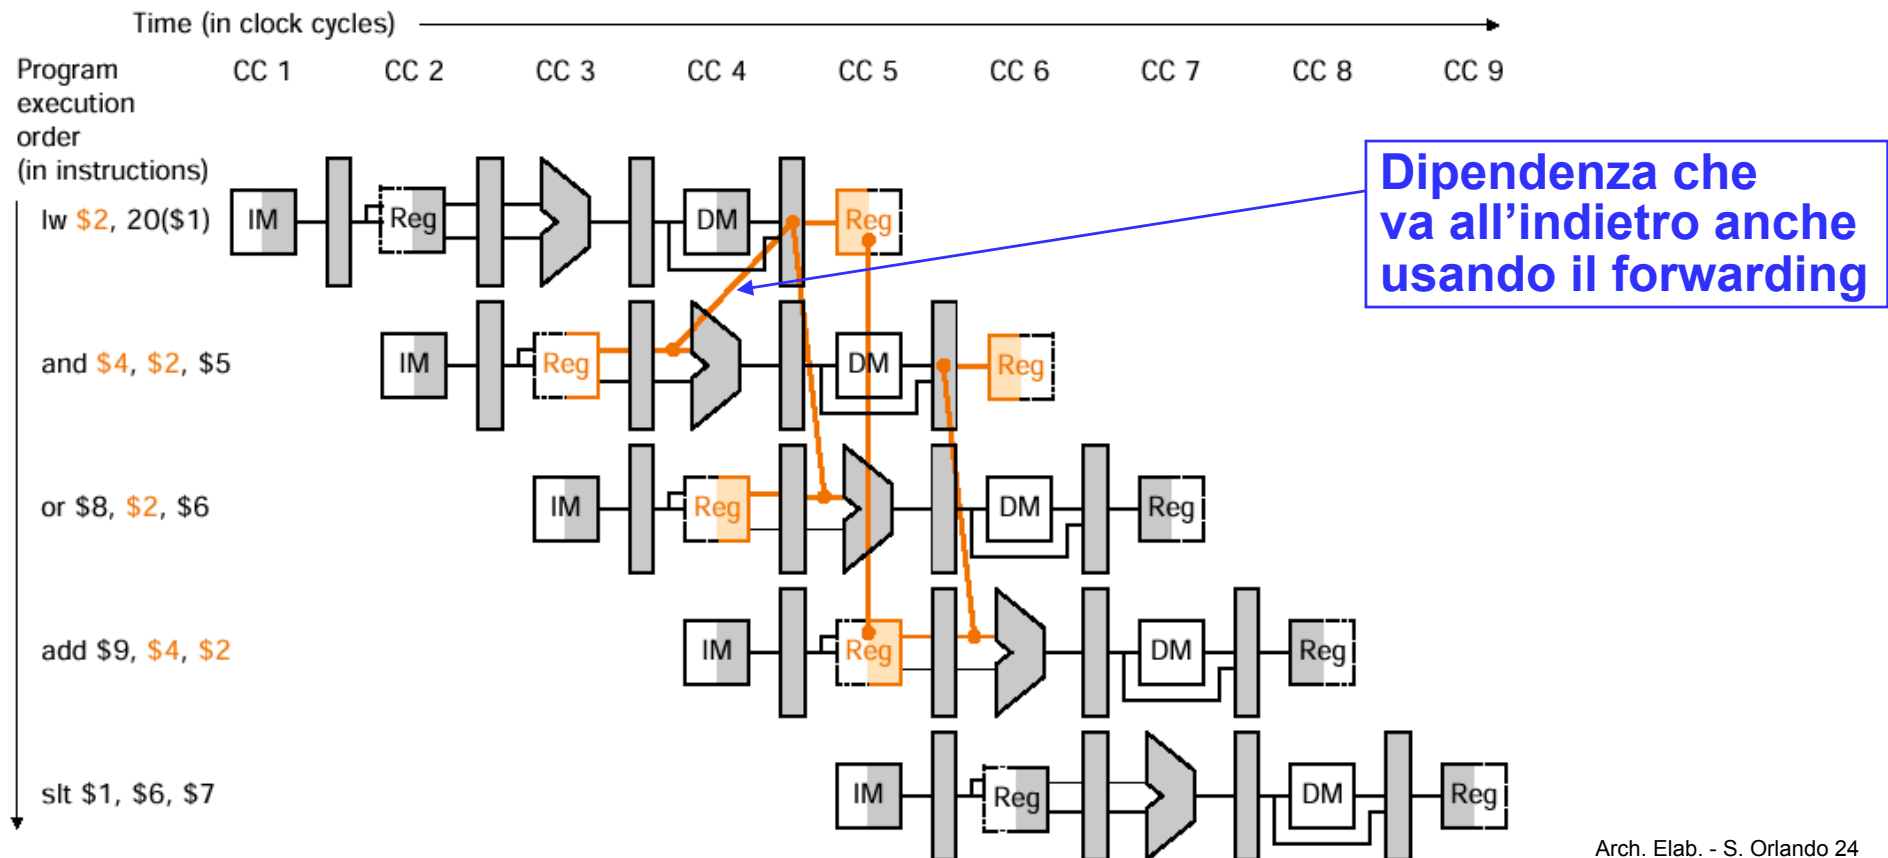 Time (in clock cycles)
Program
execution
order
(in instructions)
CC 1 CC 2 CC 3 CC 4 CC 5 CC 6 CC 7 CC 8 CC 9
Dipendenza che
va all'indietro anche
usando il forwarding
lw $2, 20($1) IM Reg DM Reg
and $4, $2, $5 IM Reg DM Reg
or $8, $2, $6 IM Reg DM Reg
add $9, $4, $2 IM Reg DM Reg
slt $1, $6, $7 IM Reg DM Reg
Arch. Elab. - S. Orlando 24